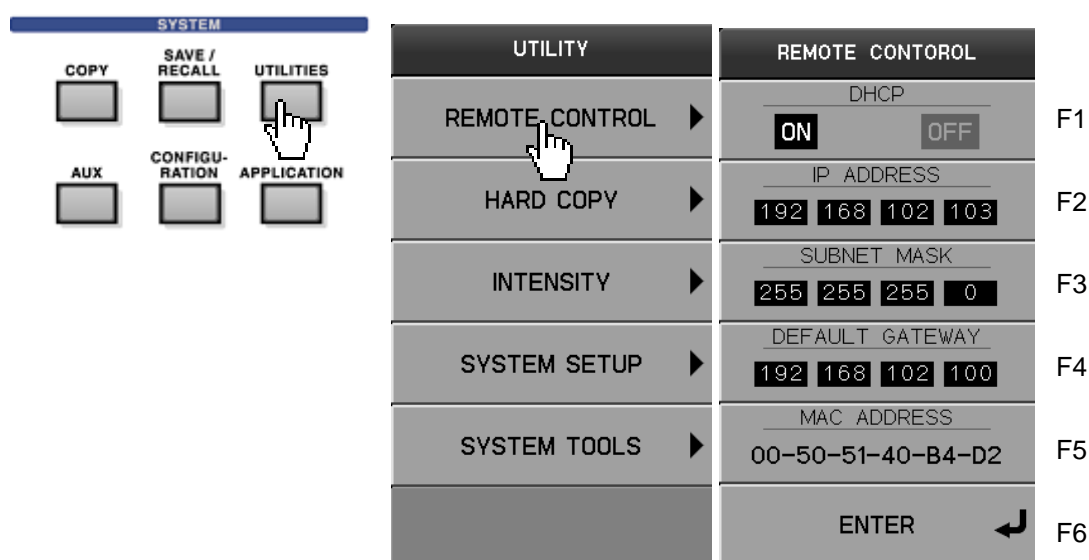 SYSTEM
COPY
SAVE /
RECALL
UTILITIES
AUX
CONFIGU-
RATION
APPLICATION
UTILITY
REMOTE CONTROL
HARD COPY
INTENSITY
SYSTEM SETUP
SYSTEM TOOLS
REMOTE CONTOROL
DHCP
ON OFF
F1
IP ADDRESS
192 168 102 103
F2
SUBNET MASK
255 255 255 0
F3
DEFAULT GATEWAY
192 168 102 100
F4
MAC ADDRESS
00-50-51-40-B4-D2
F5
ENTER
F6